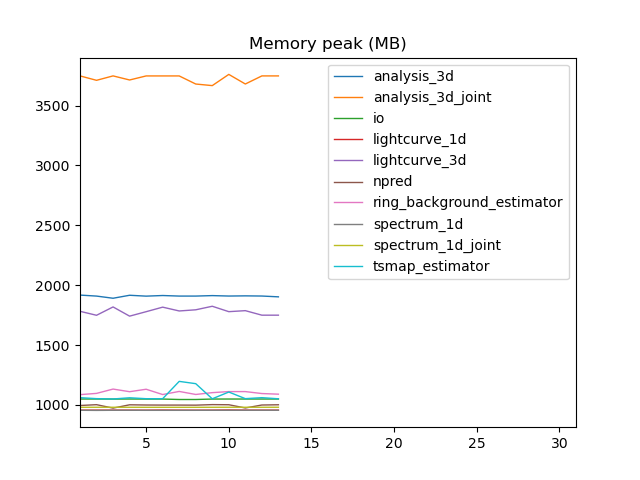 Memory peak (MB)
analysis_3d
analysis_3d_joint
io
lightcurve_1d
lightcurve_3d
npred
ring_background_estimator
spectrum_1d
spectrum_1d_joint
tsmap_estimator
3500
3000
2500
2000
1500
1000
5 10 15 20 25 30